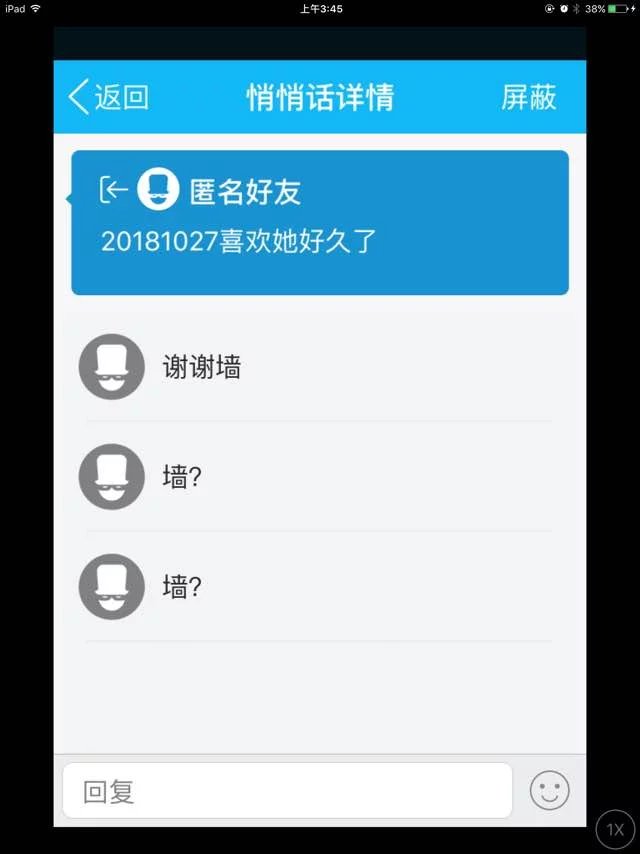 iPad 上午3:45 38%
返回 悄悄话详情 屏蔽
匿名好友
20181027喜欢她好久了
谢谢墙
墙?
墙?
回复
1X